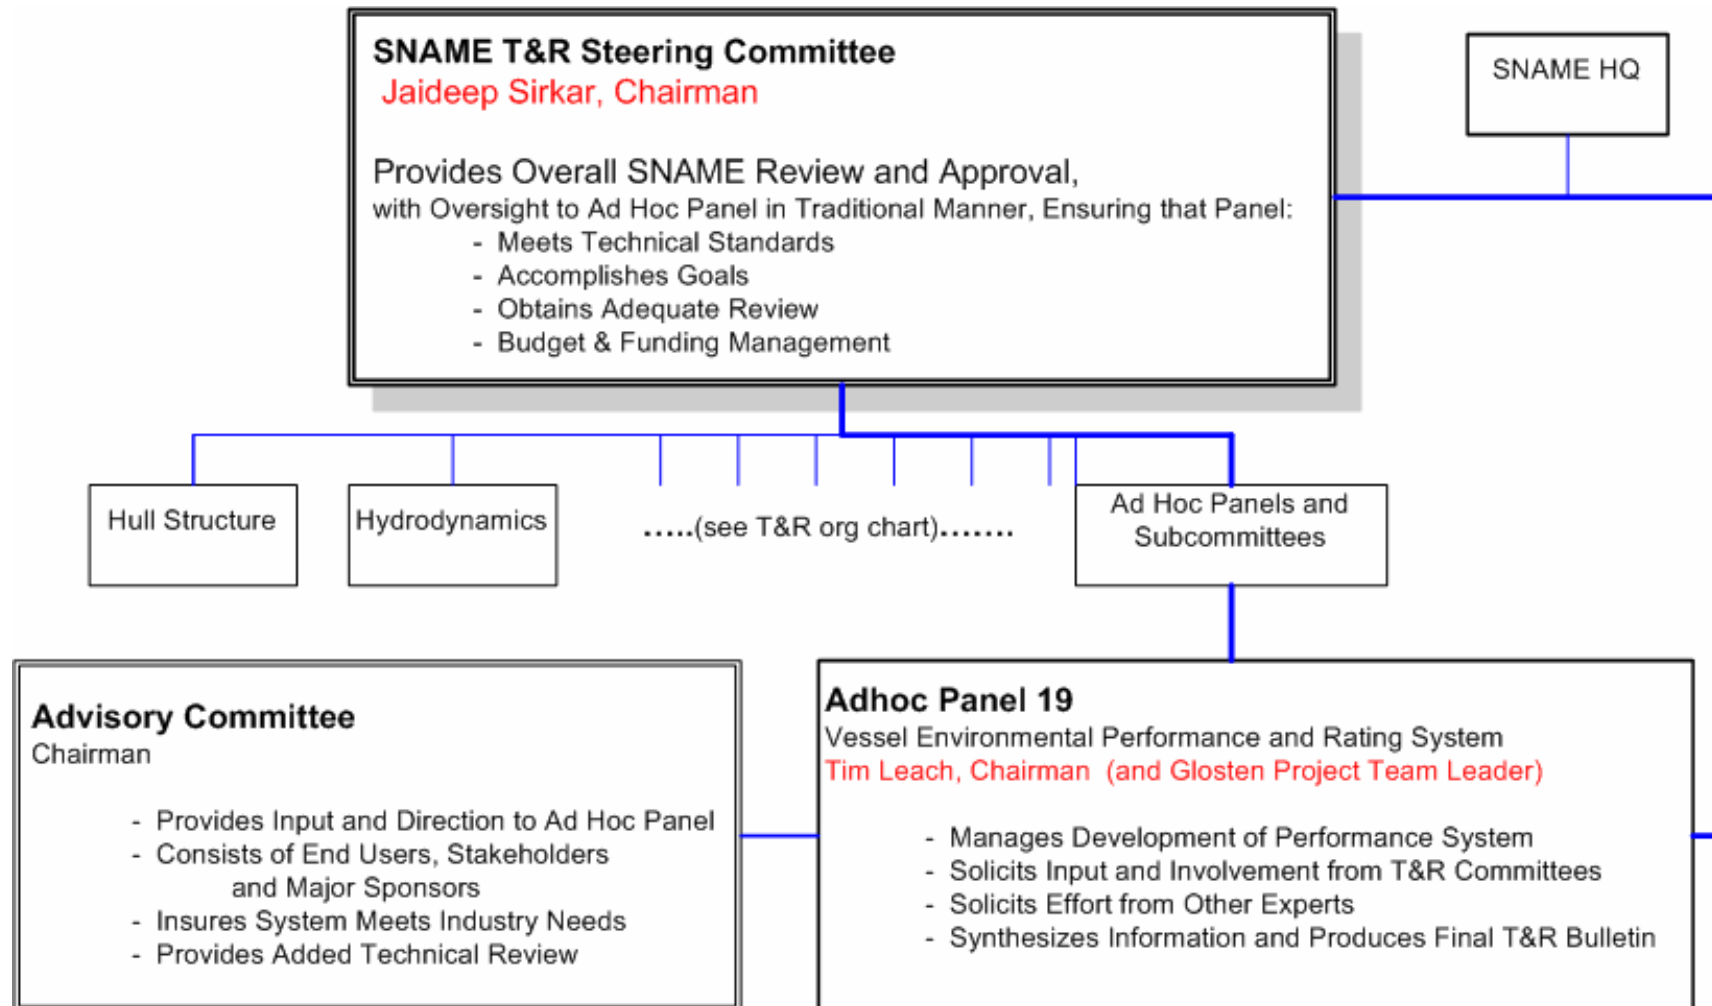 SNAME T&R Steering Committee
Jaideep Sirkar, Chairman
Provides Overall SNAME Review and Approval,
with Oversight to Ad Hoc Panel in Traditional Manner, Ensuring that Panel:
- Meets Technical Standards
- Accomplishes Goals
- Obtains Adequate Review
- Budget & Funding Management
SNAME HQ
Hull Structure
Hydrodynamics
.....(see T&R org chart).......
Ad Hoc Panels and
Subcommittees
Advisory Committee
Chairman
- Provides Input and Direction to Ad Hoc Panel
- Consists of End Users, Stakeholders
and Major Sponsors
- Insures System Meets Industry Needs
- Provides Added Technical Review
Adhoc Panel 19
Vessel Environmental Performance and Rating System
Tim Leach, Chairman  (and Glosten Project Team Leader)
- Manages Development of Performance System
- Solicits Input and Involvement from T&R Committees
- Solicits Effort from Other Experts
- Synthesizes Information and Produces Final T&R Bulletin